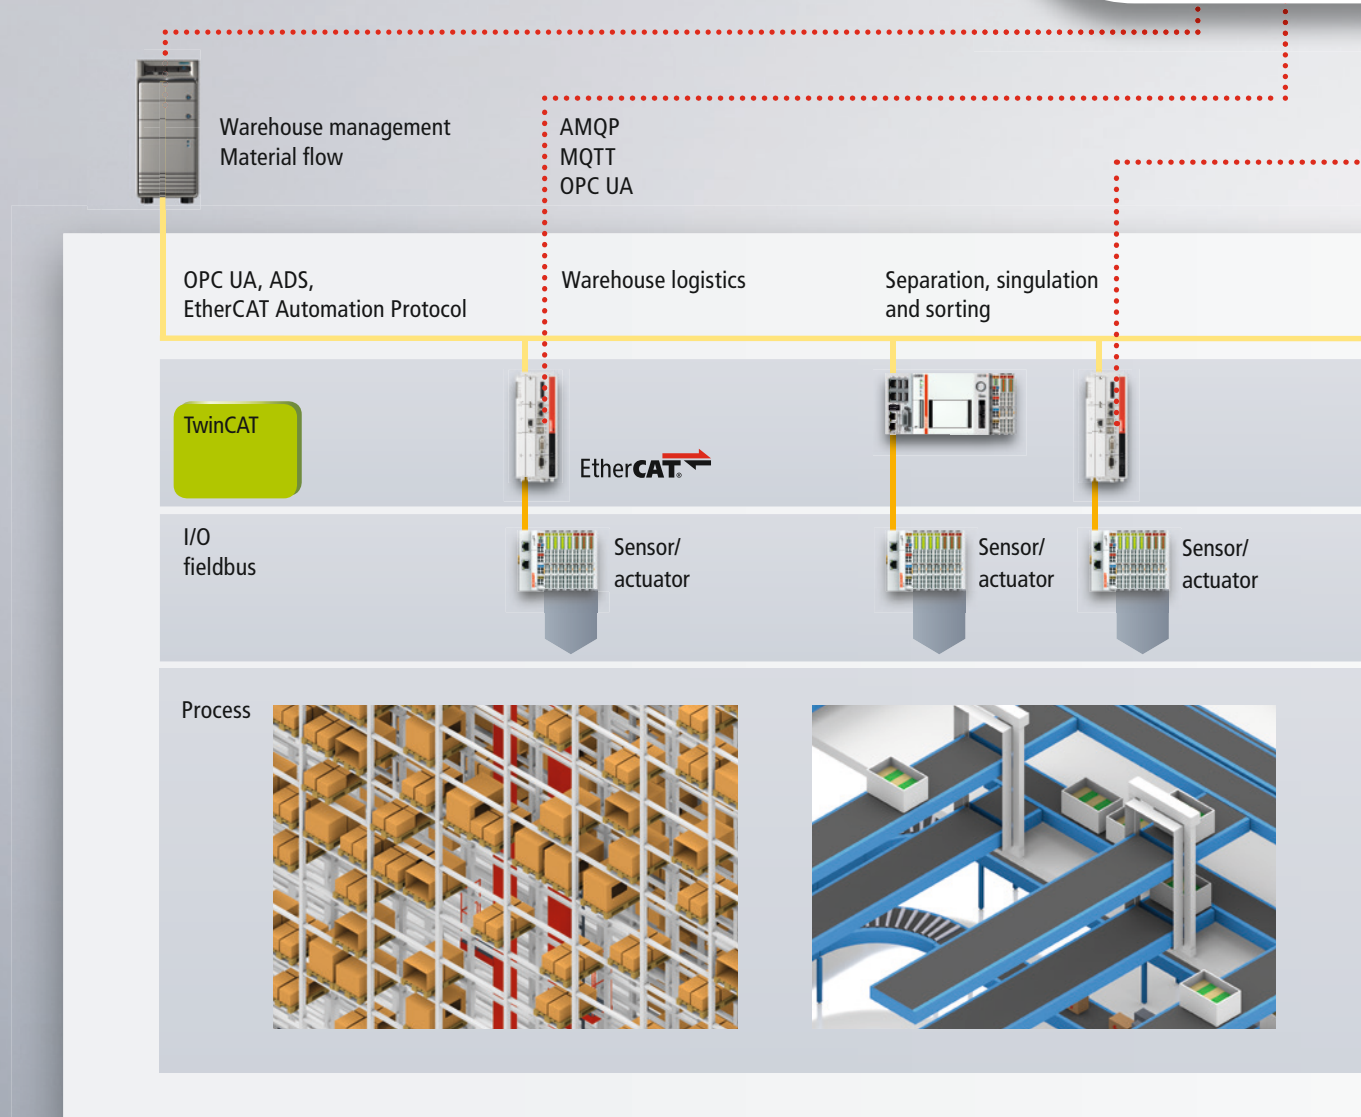 Warehouse management
Material flow
AMQP
MQTT
OPC UA
OPC UA, ADS,
EtherCAT Automation Protocol
Warehouse logistics
Separation, singulation
and sorting
TwinCAT
EtherCAT®
I/O
fieldbus
Sensor/
actuator
Sensor/
actuator
Sensor/
actuator
Process